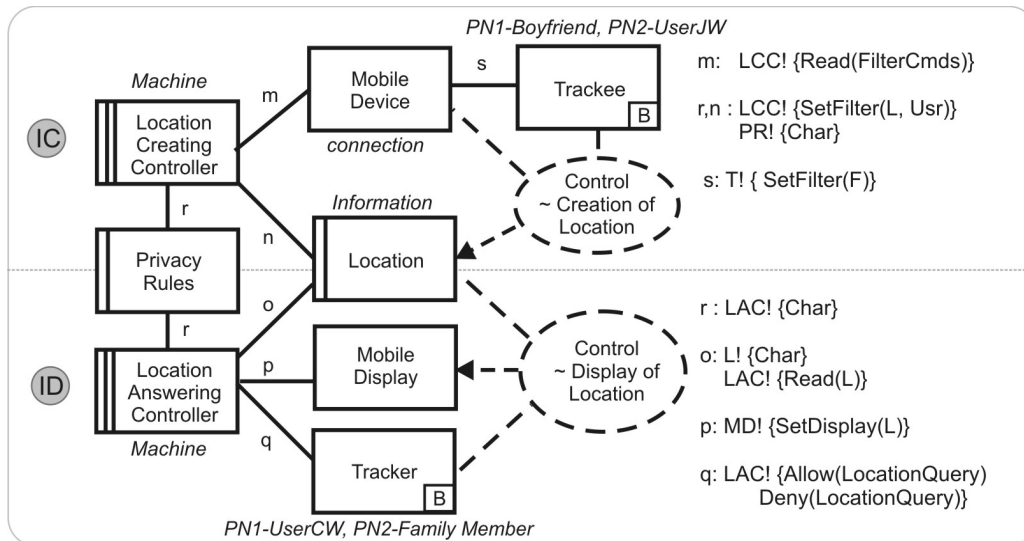 PN1-Boyfriend, PN2-UserJW
Machine
IC
Location
Creating
Controller
m
Mobile
Device
connection
s
Trackee
B
m: LCC! {Read(FilterCmds)}
r,n : LCC! {SetFilter(L, Usr)}
PR! {Char}
s: T! { SetFilter(F)}
Control
~ Creation of
Location
r
n
Information
Location
Privacy
Rules
r
o
ID
Location
Answering
Controller
Machine
p
Mobile
Display
q
Tracker
B
PN1-UserCW, PN2-Family Member
Control
~ Display of
Location
r : LAC! {Char}
o: L! {Char}
LAC! {Read(L)}
p: MD! {SetDisplay(L)}
q: LAC! {Allow(LocationQuery)
Deny(LocationQuery)}